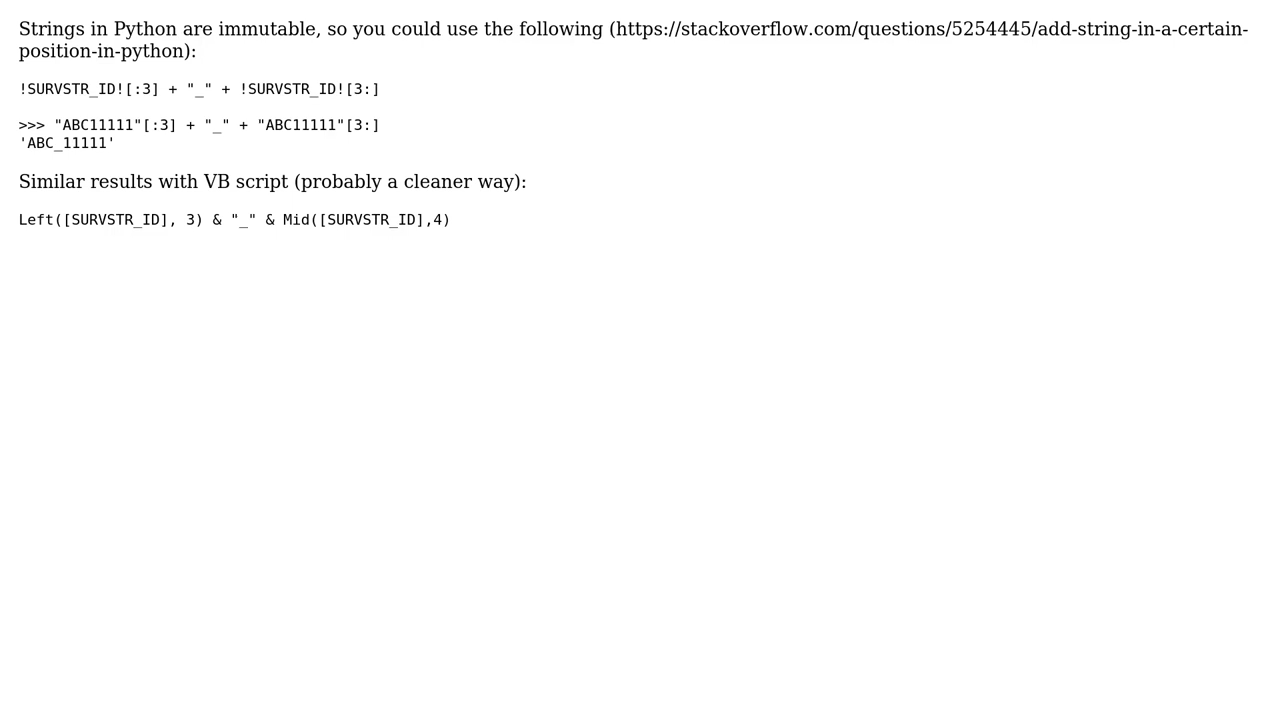 Strings in Python are immutable, so you could use the following (https://stackoverflow.com/questions/5254445/add-string-in-a-certain-
position-in-python):
!SURVSTR_ID![:3] + "_" + !SURVSTR_ID![3:]
>>> "ABC11111"[:3] + "_" + "ABC11111"[3:]
'ABC_11111'
Similar results with VB script (probably a cleaner way):
Left([SURVSTR_ID], 3) & "_" & Mid([SURVSTR_ID],4)